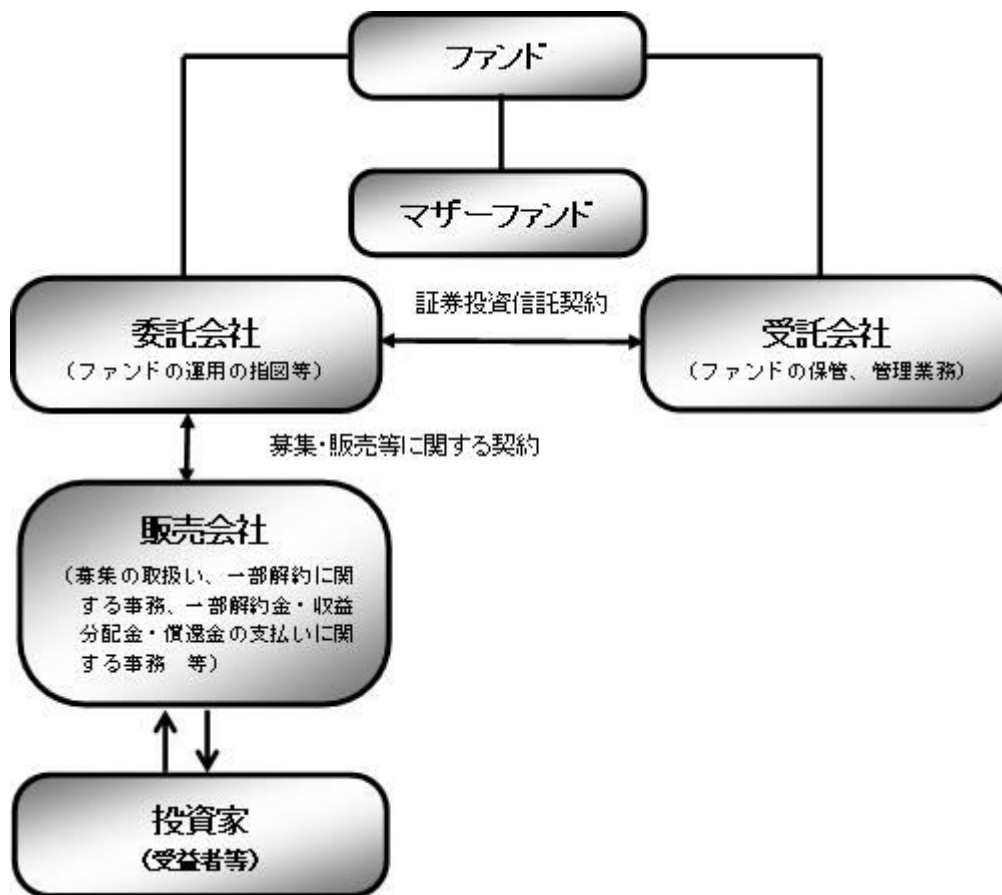 ファンド
マザーファンド
証券投資信託契約
委託会社
(ファンドの運用の指図等)
受託会社
(ファンドの保管、管理業務)
募集・販売等に関する契約
販売会社
(募集の取扱い、一部解約に関
する事務、一部解約金・収益
分配金・償還金の支払いに関
する事務　等)
投資家
(受益者等)